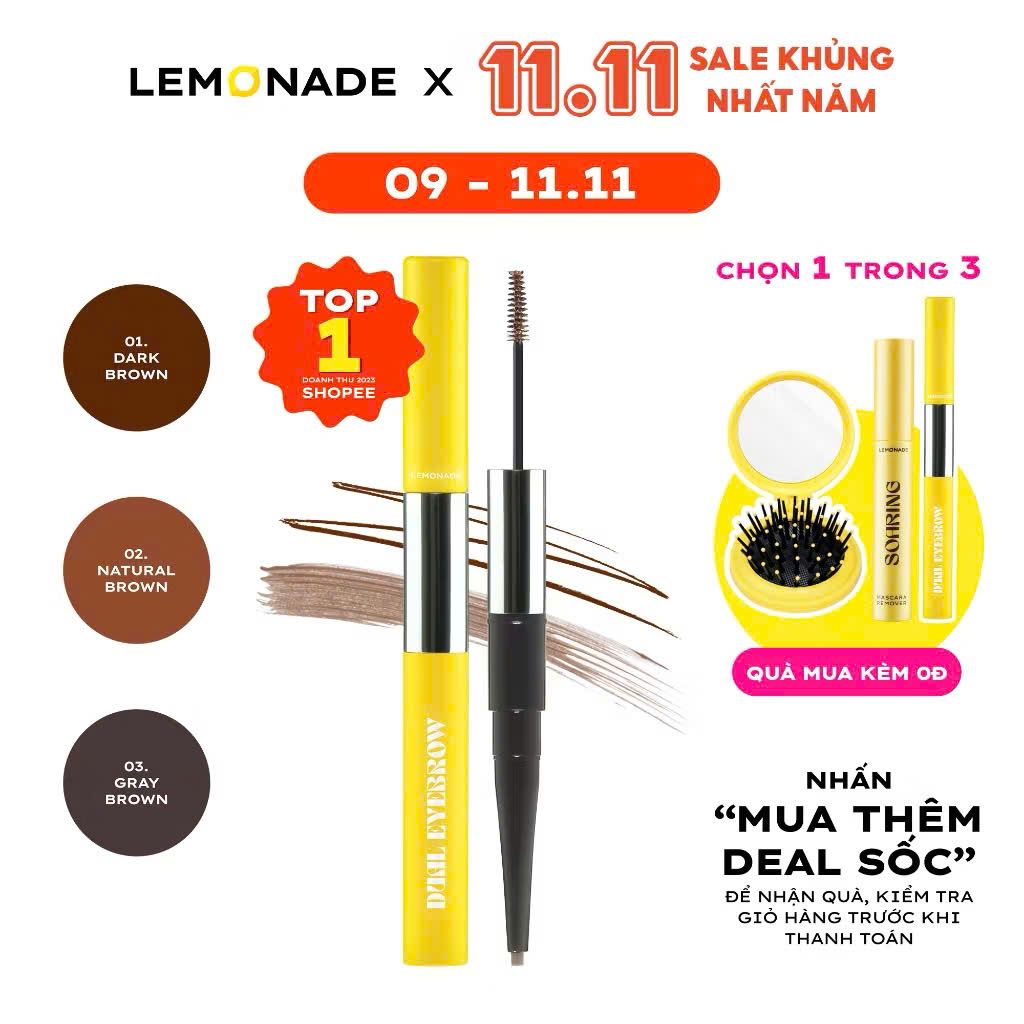 LEMONADE X 11.11 SALE KHỦNG
NHẤT NĂM
09 - 11.11
01.
DARK
BROWN
02.
NATURAL
BROWN
03.
GRAY
BROWN
TOP
1
DOANH THU 2023
SHOPEE
LEMONADE
DUAL EYEBROW
CHỌN 1 TRONG 3
LEMONADE
SOHRING
MASCARA
REMOVER
LEMONADE
DUAL EYEBROW
QUÀ MUA KÈM 0Đ
NHẤN
“MUA THÊM
DEAL SỐC”
ĐỂ NHẬN QUÀ, KIỂM TRA
GIỎ HÀNG TRƯỚC KHI
THANH TOÁN